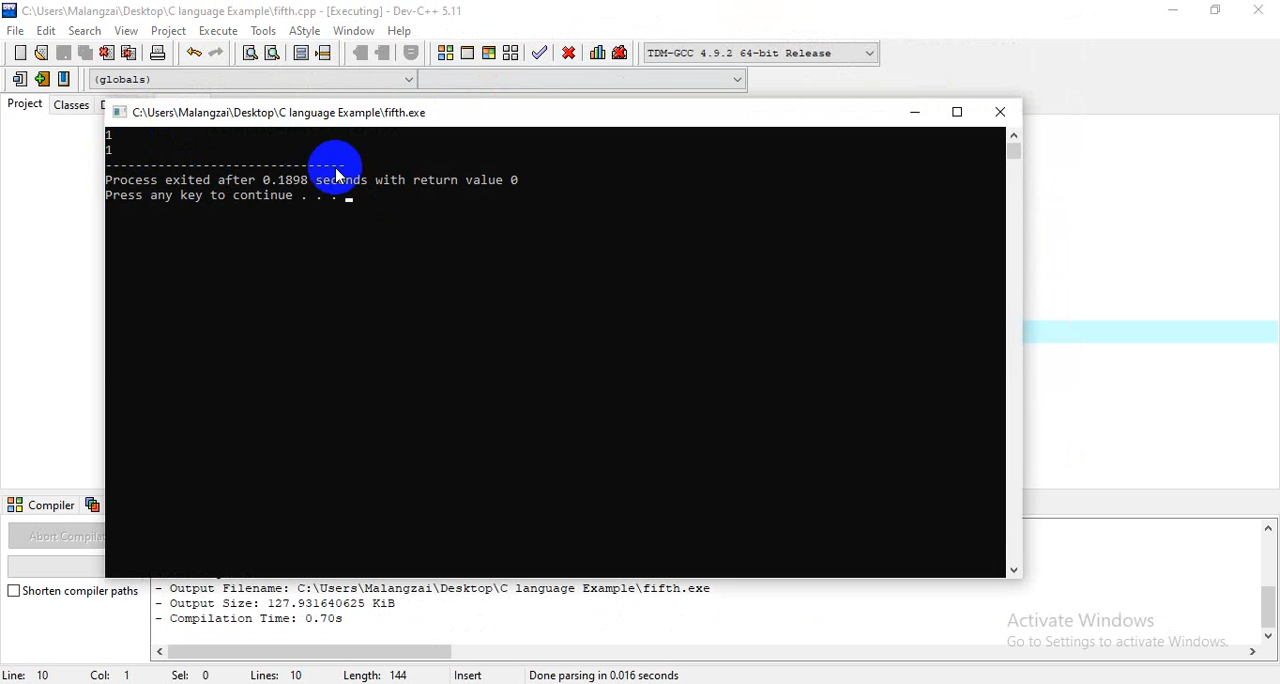 C:\Users\Malangzai\Desktop\C language Example\fifth.cpp - [Executing] - Dev-C++ 5.11
File Edit Search View Project Execute Tools AStyle Window Help
TDM-GCC 4.9.2 64-bit Release
(globals)
Project Classes
C:\Users\Malangzai\Desktop\C language Example\fifth.exe
1
1
--------------------------------
Process exited after 0.1898 seconds with return value 0
Press any key to continue . . .
Compiler
Abort Compilat
- Output Filename: C:\Users\Malangzai\Desktop\C language Example\fifth.exe
Shorten compiler paths
- Output Size: 127.931640625 KiB
- Compilation Time: 0.70s
Activate Windows
Go to Settings to activate Windows.
Line: 10 Col: 1 Sel: 0 Lines: 10 Length: 144 Insert Done parsing in 0.016 seconds